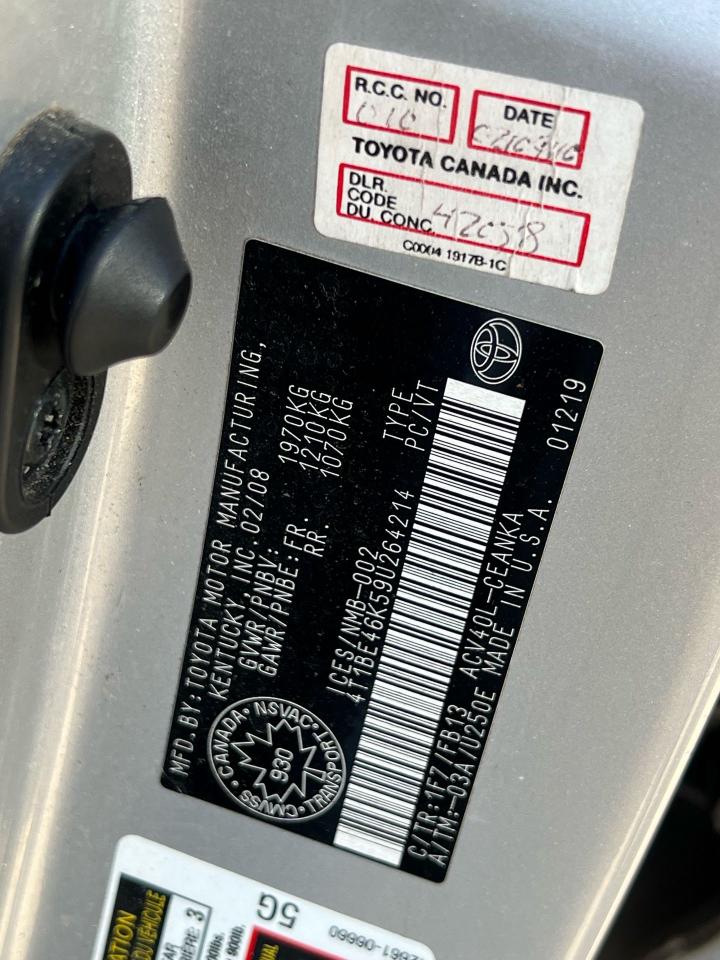 R.C.C. NO.
010
DATE
TOYOTA CANADA INC.
DLR.
CODE
DU. CONC.
42058
C0004 1917B-1C
MFD. BY: TOYOTA MOTOR MANUFACTURING,
KENTUCKY, INC. 02/08
GVWR/PNBV: 1970KG
GAWR/PNBE: FR. 1210KG
RR. 1070KG
CANADA • NSVAC • TRANSPORT • CMVSS
930
ICES/NMB-002
4T1BE46K59U264214
TYPE
PC/VT
C/TR:1F7/FB13 ACV40L-CEANKA
A/TM:-03A/U250E MADE IN U.S.A.
01219
5G